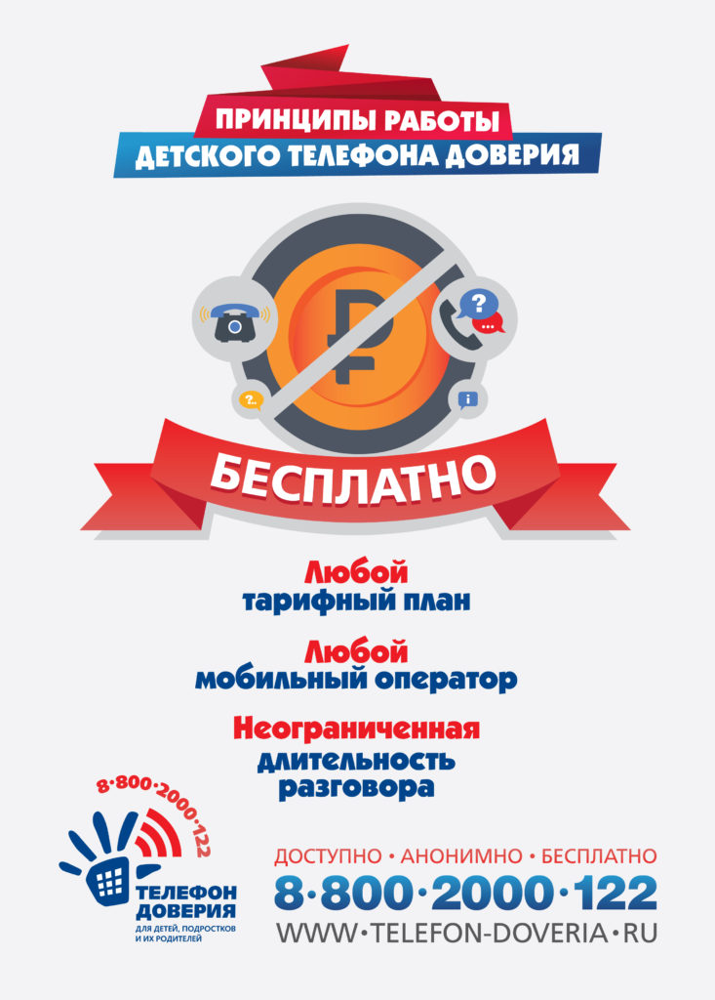 ПРИНЦИПЫ РАБОТЫ
ДЕТСКОГО ТЕЛЕФОНА ДОВЕРИЯ
?
...
?..
i
БЕСПЛАТНО
Любой
тарифный план
Любой
мобильный оператор
Неограниченная
длительность
разговора
8·800·2000·122
ТЕЛЕФОН
ДОВЕРИЯ
ДЛЯ ДЕТЕЙ, ПОДРОСТКОВ
И ИХ РОДИТЕЛЕЙ
ДОСТУПНО • АНОНИМНО • БЕСПЛАТНО
8·800·2000·122
WWW•TELEFON-DOVERIA•RU